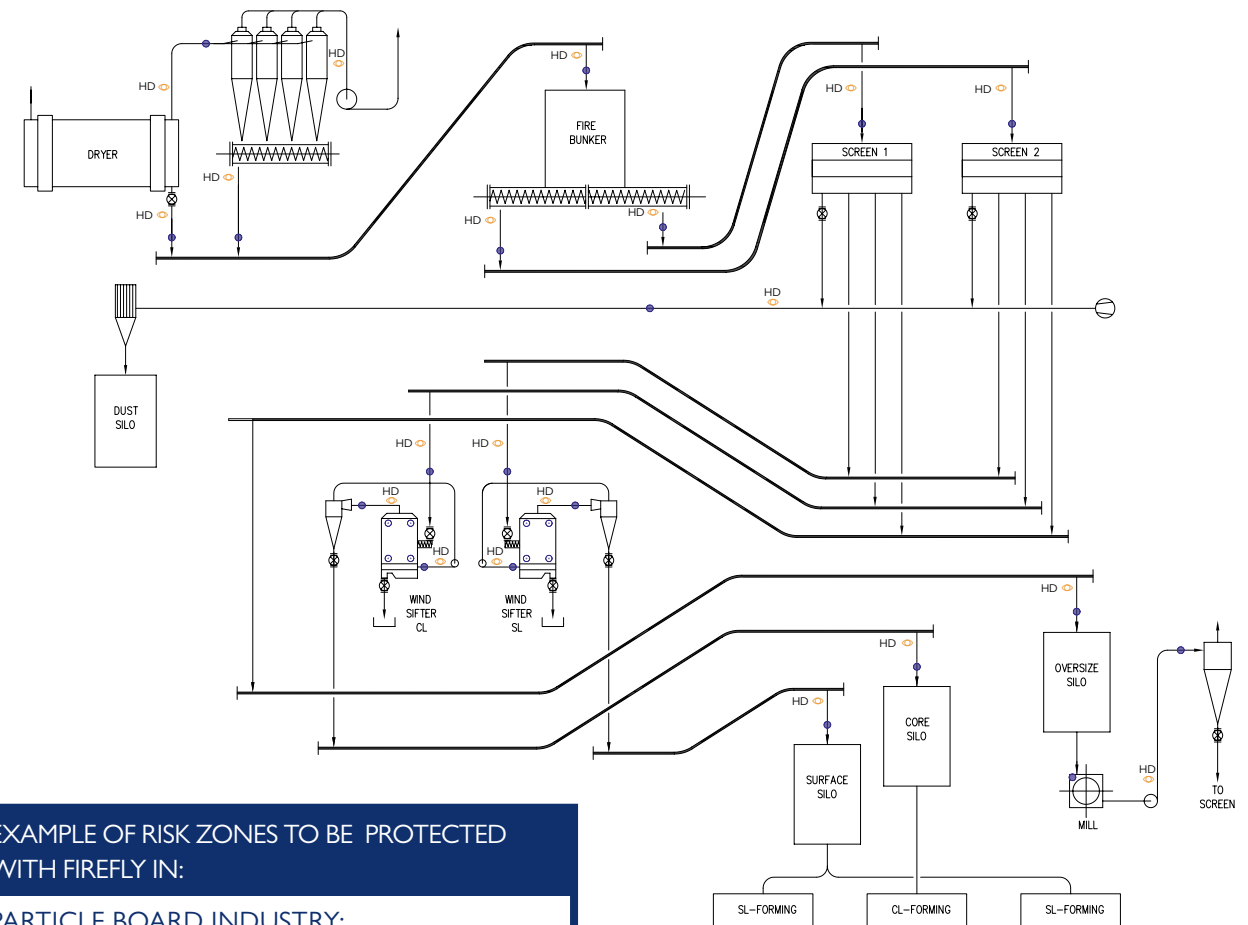 HD
HD
HD
HD
HD
FIRE
BUNKER
DRYER
SCREEN 1
SCREEN 2
HD
HD
HD
HD
HD
DUST
SILO
HD
HD
HD
HD
HD
HD
WIND
SIFTER
CL
WIND
SIFTER
SL
HD
HD
OVERSIZE
SILO
HD
CORE
SILO
HD
SURFACE
SILO
TO
SCREEN
MILL
EXAMPLE OF RISK ZONES TO BE PROTECTED
WITH FIREFLY IN:
PARTICLE BOARD INDUSTRY:
SL-FORMING
CL-FORMING
SL-FORMING